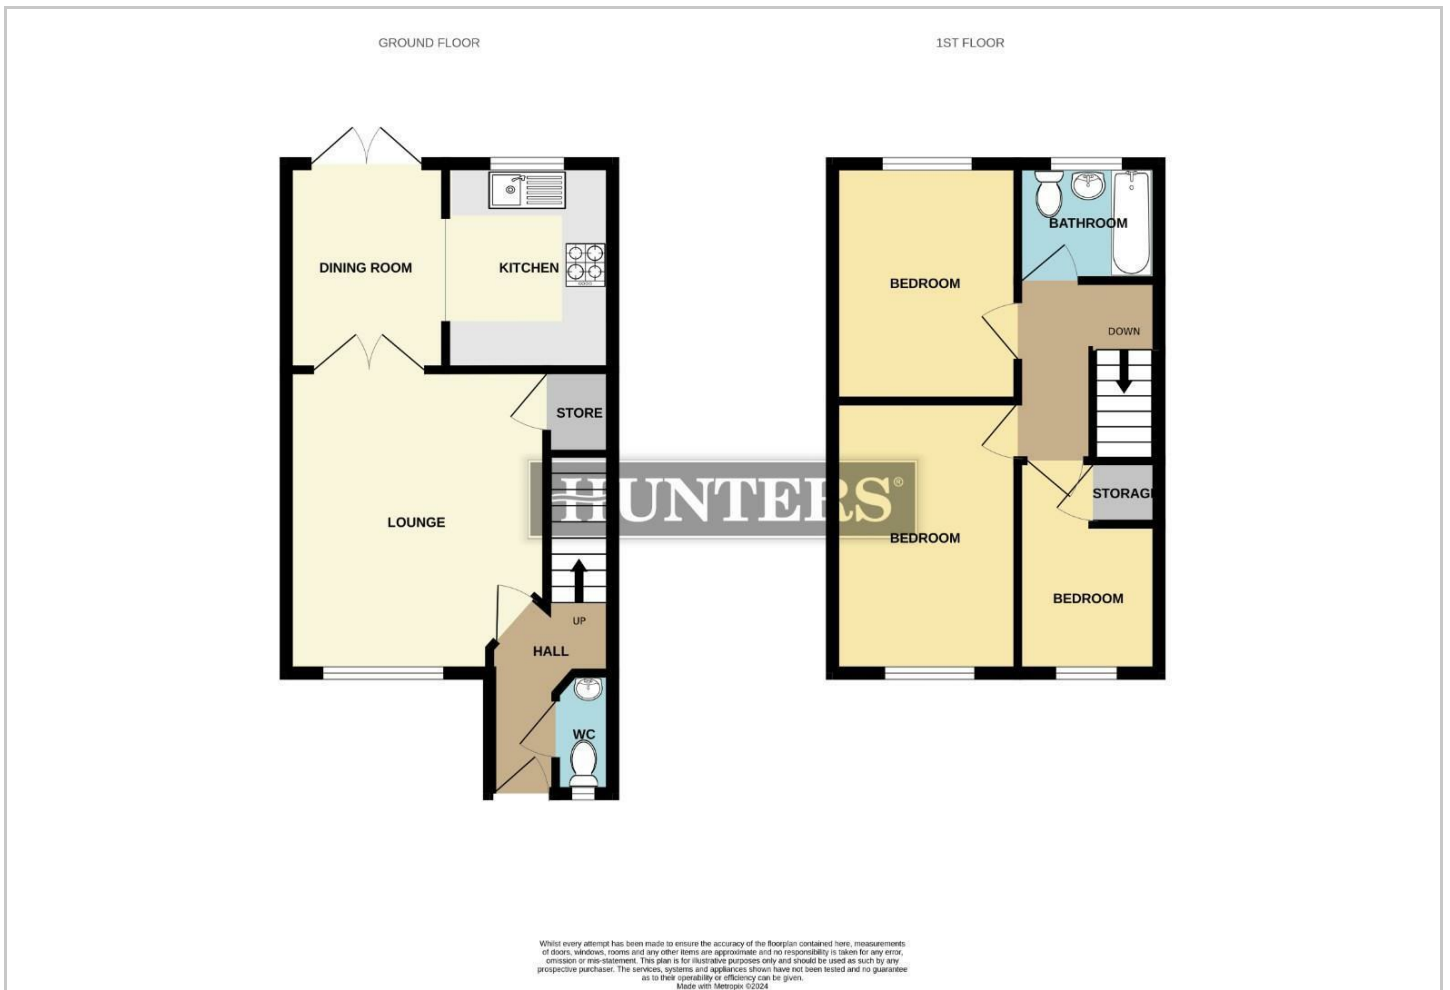 GROUND FLOOR
1ST FLOOR
DINING ROOM
KITCHEN
STORE
LOUNGE
UP
HALL
WC
BEDROOM
BATHROOM
DOWN
BEDROOM
STORAGE
BEDROOM
HUNTERS®
Whilst every attempt has been made to ensure the accuracy of the floorplan contained here, measurements
of doors, windows, rooms and any other items are approximate and no responsibility is taken for any error,
omission or mis-statement. This plan is for illustrative purposes only and should be used as such by any
prospective purchaser. The services, systems and appliances shown have not been tested and no guarantee
as to their operability or efficiency can be given.
Made with Metropix ©2024